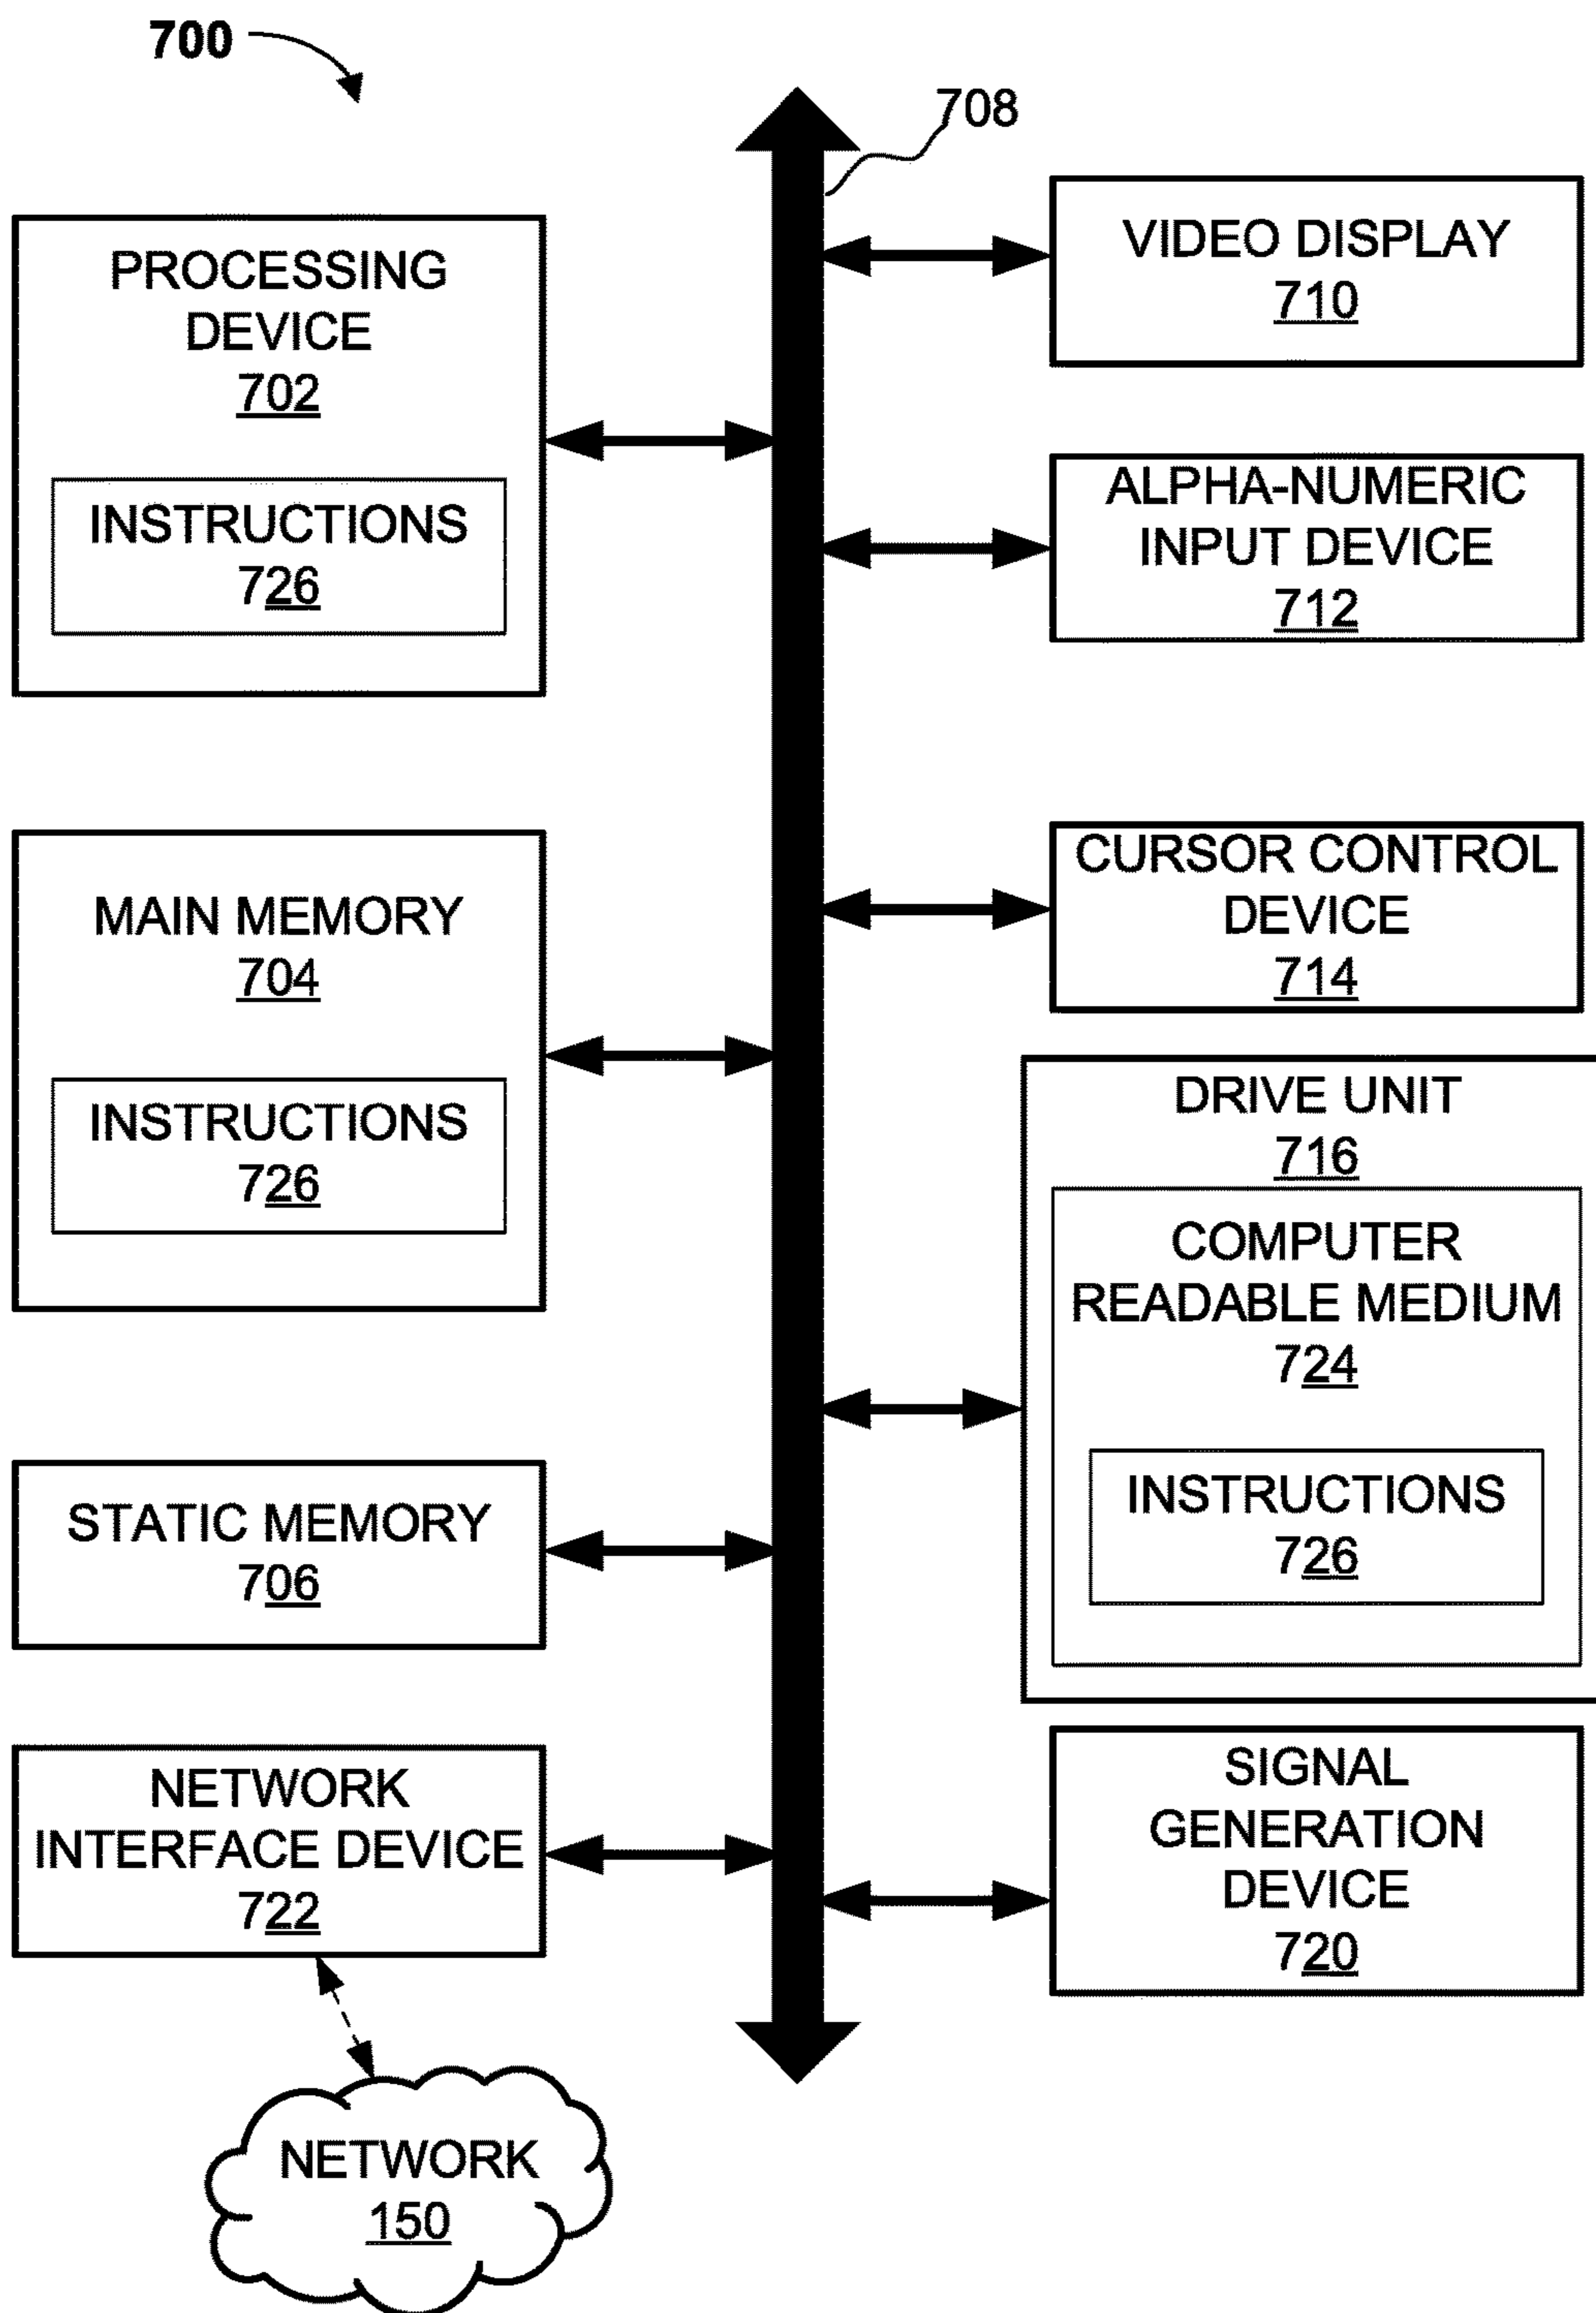 700
708
PROCESSING
DEVICE
702
INSTRUCTIONS
726
MAIN MEMORY
704
INSTRUCTIONS
726
STATIC MEMORY
706
NETWORK
INTERFACE DEVICE
722
NETWORK
150
VIDEO DISPLAY
710
ALPHA-NUMERIC
INPUT DEVICE
712
CURSOR CONTROL
DEVICE
714
DRIVE UNIT
716
COMPUTER
READABLE MEDIUM
724
INSTRUCTIONS
726
SIGNAL
GENERATION
DEVICE
720